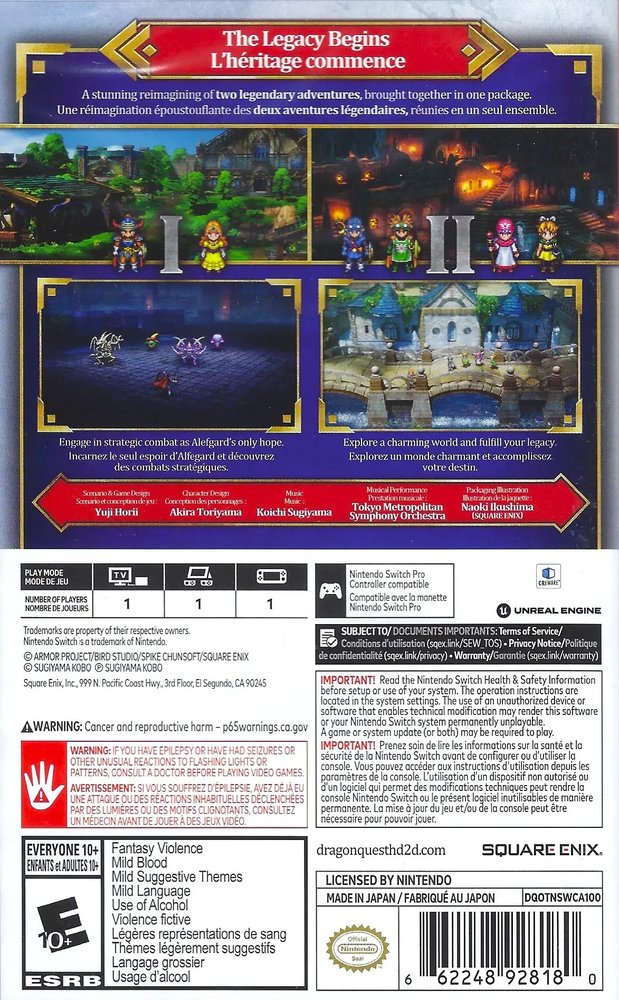 The Legacy Begins
L'héritage commence
A stunning reimagining of two legendary adventures, brought together in one package.
Une réimagination époustouflante des deux aventures légendaires, réunies en un seul ensemble.
I
II
Engage in strategic combat as Alefgard's only hope.
Incarnez le seul espoir d'Alfegard et découvrez
des combats stratégiques.
Explore a charming world and fulfill your legacy.
Explorez un monde charmant et accomplissez
votre destin.
Scenario & Game Design
Scénario et conception de jeu :
Yuji Horii
Character Design
Conception des personnages :
Akira Toriyama
Music
Music :
Koichi Sugiyama
Musical Performance
Prestation musicale :
Tokyo Metropolitan
Symphony Orchestra
Packaging Illustration
Illustration de la jaquette :
Naoki Ikushima
(SQUARE ENIX)
PLAY MODE
MODE DE JEU
TV
NUMBER OF PLAYERS
NOMBRE DE JOUEURS
1
1
1
Nintendo Switch Pro
Controller compatible
Compatible avec la manette
Nintendo Switch Pro
CRIWARE
UNREAL ENGINE
Trademarks are property of their respective owners.
Nintendo Switch is a trademark of Nintendo.
© ARMOR PROJECT/BIRD STUDIO/SPIKE CHUNSOFT/SQUARE ENIX
© SUGIYAMA KOBO ℗ SUGIYAMA KOBO
Square Enix, Inc., 999 N. Pacific Coast Hwy., 3rd Floor, El Segundo, CA 90245
SUBJECT TO/ DOCUMENTS IMPORTANTS: Terms of Service/
Conditions d'utilisation (sqex.link/SEW_TOS) • Privacy Notice/Politique
de confidentialité (sqex.link/privacy) • Warranty/Garantie (sqex.link/warranty)
IMPORTANT! Read the Nintendo Switch Health & Safety Information
before setup or use of your system. The operation instructions are
located in the system settings. The use of an unauthorized device or
software that enables technical modification may render this software
or your Nintendo Switch system permanently unplayable.
A game or system update (or both) may be required to play.
IMPORTANT! Prenez soin de lire les informations sur la santé et la
sécurité de la Nintendo Switch avant de configurer ou d'utiliser la
console. Vous pouvez accéder aux instructions d'utilisation depuis les
paramètres de la console. L'utilisation d'un dispositif non autorisé ou
d'un logiciel qui permet des modifications techniques peut rendre la
console Nintendo Switch ou le présent logiciel inutilisables de manière
permanente. La mise à jour du jeu et/ou de la console peut être
nécessaire pour pouvoir jouer.
WARNING: Cancer and reproductive harm – p65warnings.ca.gov
WARNING: IF YOU HAVE EPILEPSY OR HAVE HAD SEIZURES OR
OTHER UNUSUAL REACTIONS TO FLASHING LIGHTS OR
PATTERNS, CONSULT A DOCTOR BEFORE PLAYING VIDEO GAMES.
AVERTISSEMENT: SI VOUS SOUFFREZ D'ÉPILEPSIE, AVEZ DÉJÀ EU
UNE ATTAQUE OU DES RÉACTIONS INHABITUELLES DÉCLENCHÉES
PAR DES LUMIÈRES OU DES MOTIFS CLIGNOTANTS, CONSULTEZ
UN MÉDECIN AVANT DE JOUER À DES JEUX VIDÉO.
EVERYONE 10+
ENFANTS et ADULTES 10+
E
10+
ESRB
Fantasy Violence
Mild Blood
Mild Suggestive Themes
Mild Language
Use of Alcohol
Violence fictive
Légères représentations de sang
Thèmes légèrement suggestifs
Langage grossier
Usage d'alcool
dragonquesthd2d.com
SQUARE ENIX.
LICENSED BY NINTENDO
MADE IN JAPAN / FABRIQUÉ AU JAPON
DQOTNSWCA100
Official
Nintendo
Seal
6 62248 92818 0